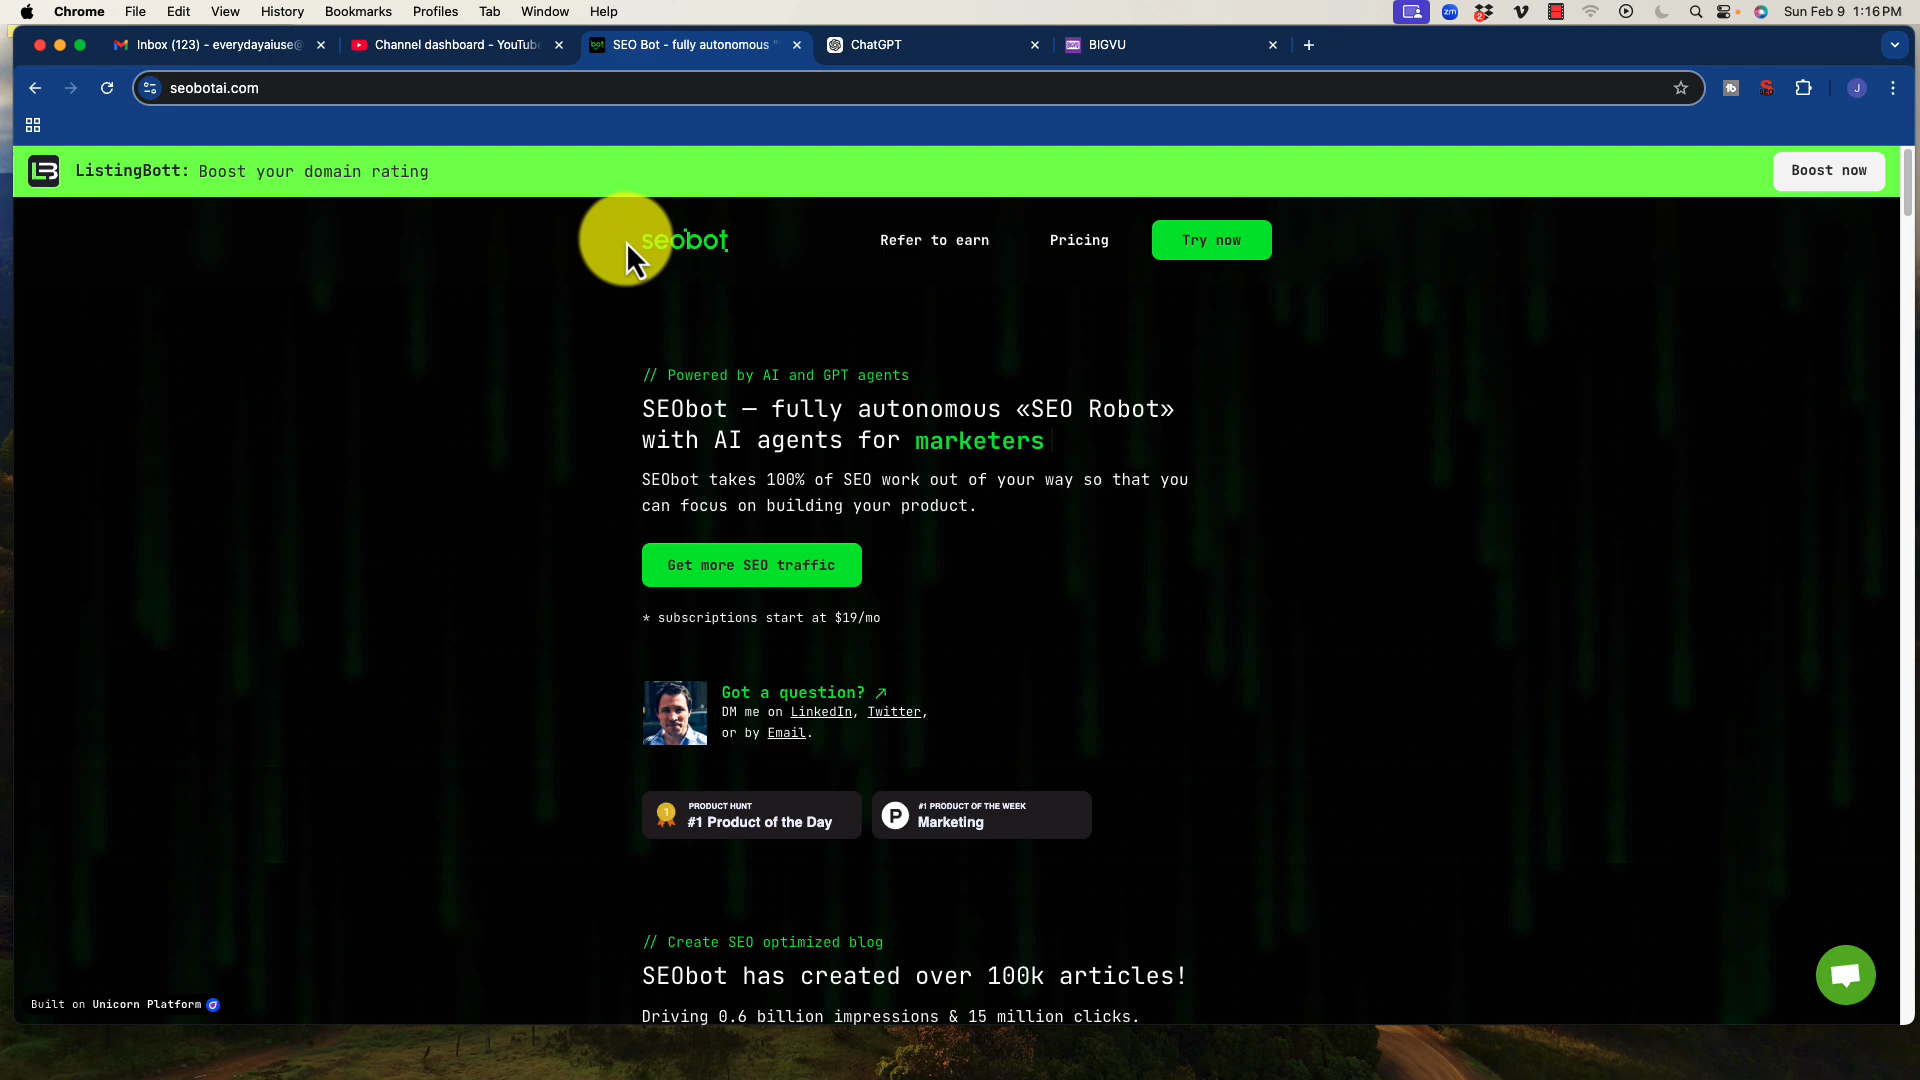 Chrome File Edit View History Bookmarks Profiles Tab Window Help
zm 2 Sun Feb 9 1:16 PM
Inbox (123) - everydayaiuse@
Channel dashboard - YouTube
SEO Bot - fully autonomous "
ChatGPT
BIGVU
seobotai.com
J
ListingBott: Boost your domain rating
Boost now
seobot
Refer to earn
Pricing
Try now
// Powered by AI and GPT agents
SEObot — fully autonomous «SEO Robot»
with AI agents for marketers
SEObot takes 100% of SEO work out of your way so that you
can focus on building your product.
Get more SEO traffic
* subscriptions start at $19/mo
Got a question? ↗
DM me on LinkedIn, Twitter,
or by Email.
1
PRODUCT HUNT
#1 Product of the Day
P
#1 PRODUCT OF THE WEEK
Marketing
// Create SEO optimized blog
SEObot has created over 100k articles!
Driving 0.6 billion impressions & 15 million clicks.
Built on Unicorn Platform